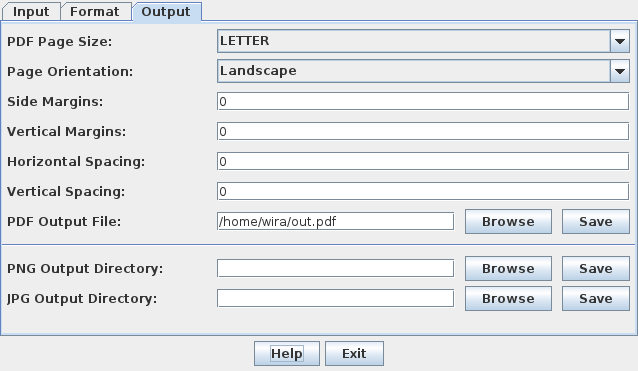 Input Format Output
PDF Page Size: LETTER
Page Orientation: Landscape
Side Margins: 0
Vertical Margins: 0
Horizontal Spacing: 0
Vertical Spacing: 0
PDF Output File: /home/wira/out.pdf Browse Save
PNG Output Directory: Browse Save
JPG Output Directory: Browse Save
Help Exit